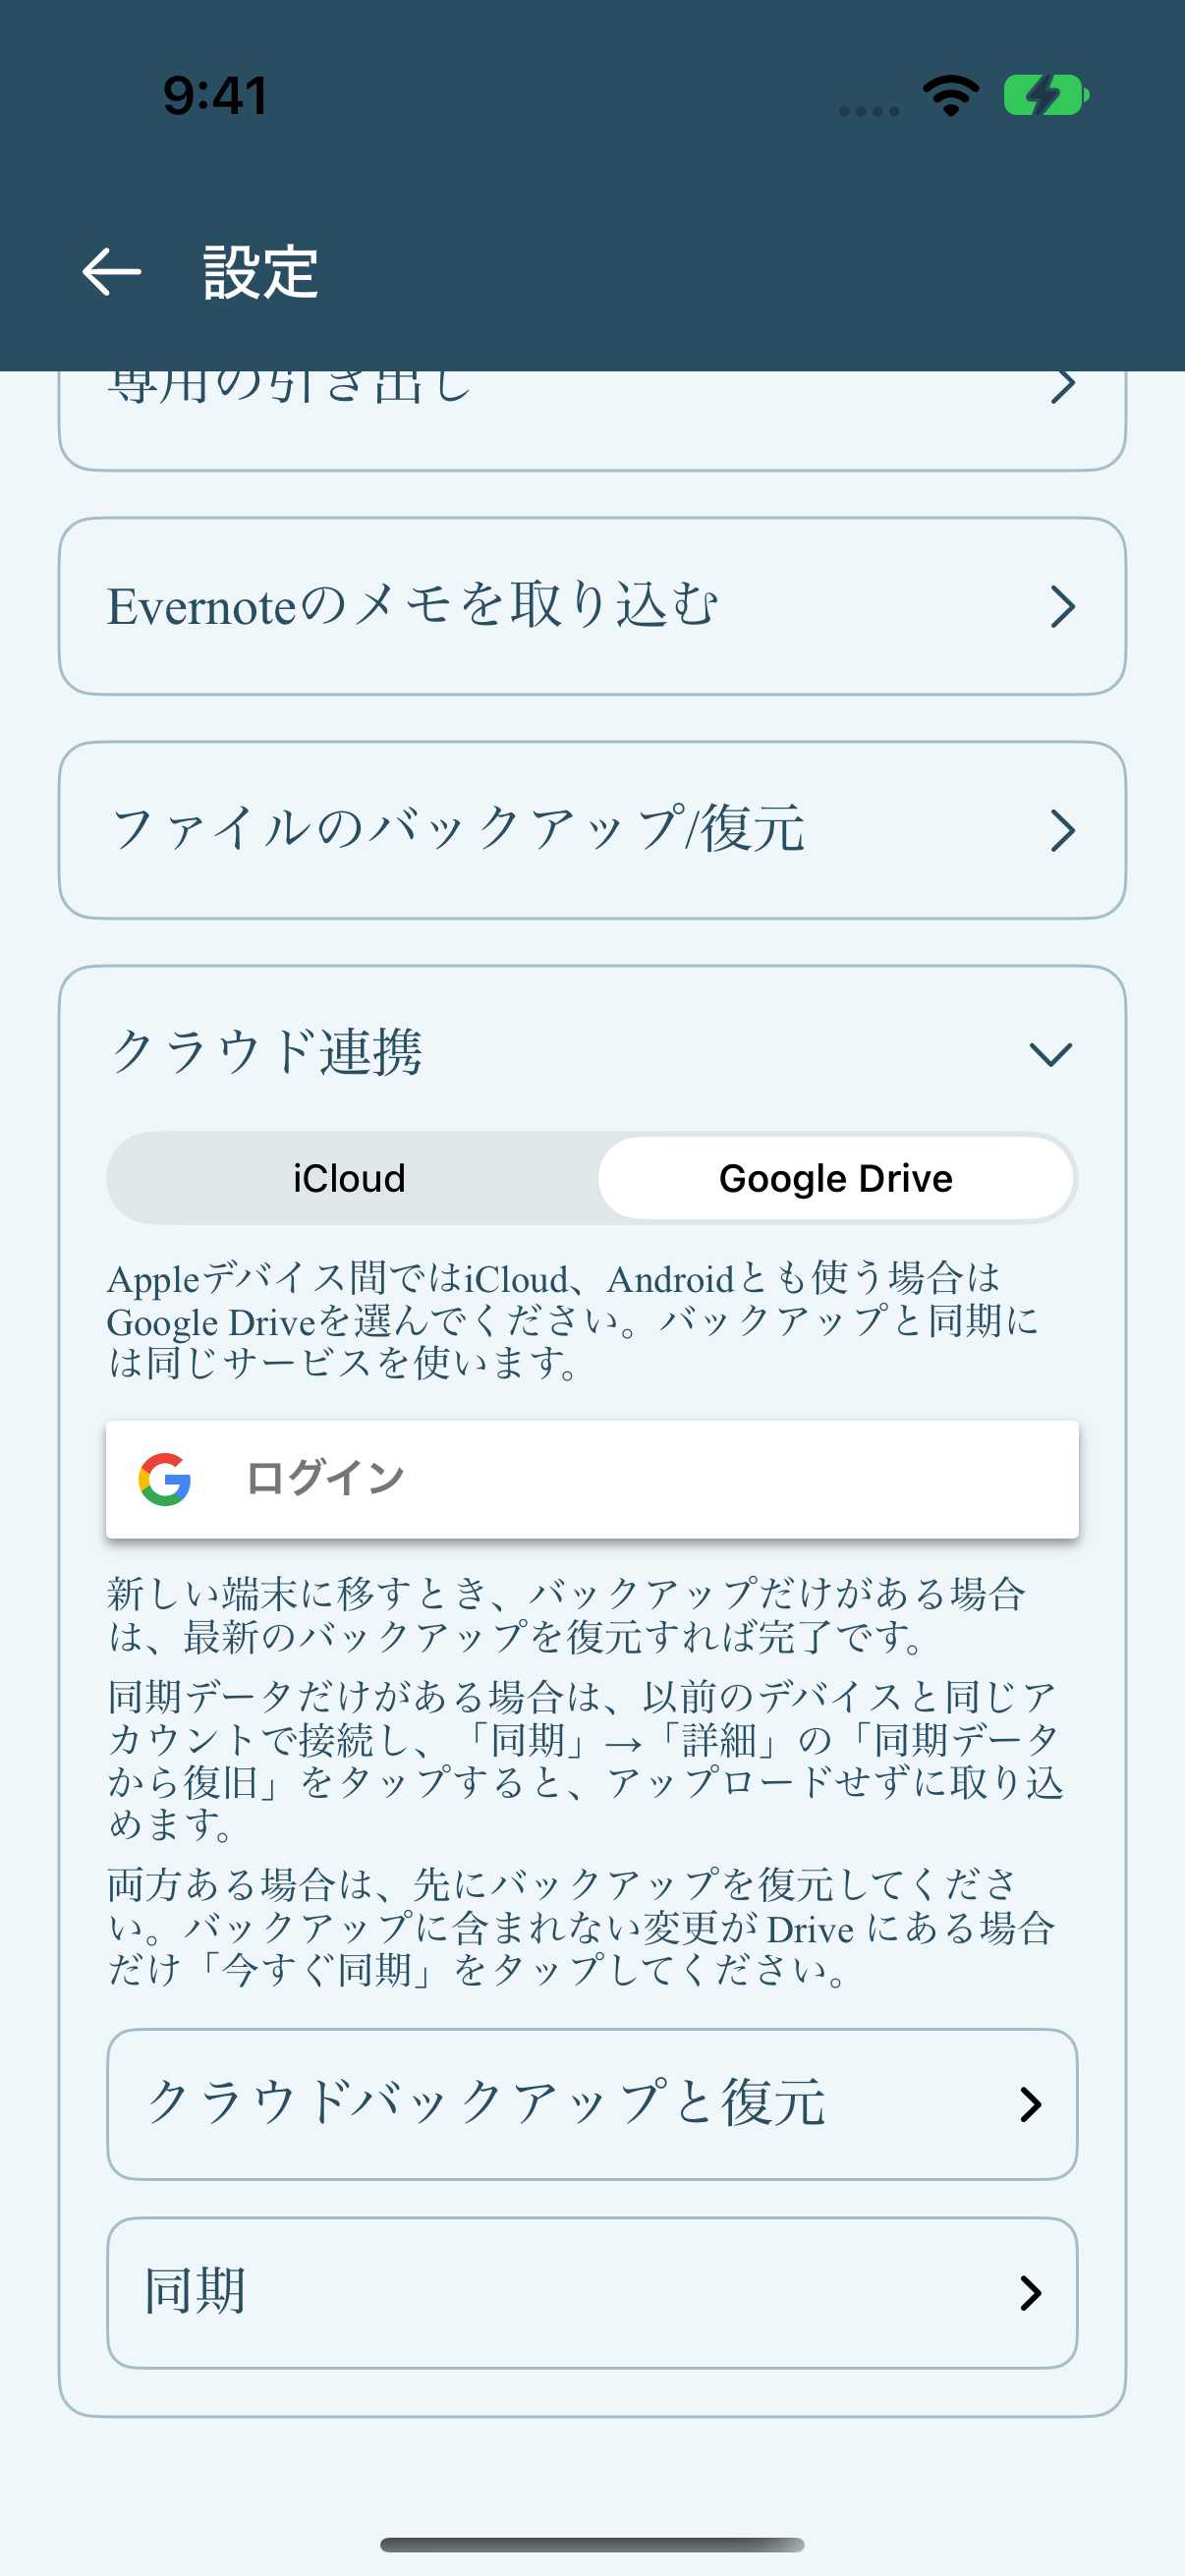 9:41
設定
専用の引き出し
Evernoteのメモを取り込む
ファイルのバックアップ/復元
クラウド連携
iCloud
Google Drive
Appleデバイス間ではiCloud、Androidとも使う場合は
Google Driveを選んでください。バックアップと同期に
は同じサービスを使います。
ログイン
新しい端末に移すとき、バックアップだけがある場合
は、最新のバックアップを復元すれば完了です。
同期データだけがある場合は、以前のデバイスと同じア
カウントで接続し、「同期」→「詳細」の「同期データ
から復旧」をタップすると、アップロードせずに取り込
めます。
両方ある場合は、先にバックアップを復元してくださ
い。バックアップに含まれない変更が Drive にある場合
だけ「今すぐ同期」をタップしてください。
クラウドバックアップと復元
同期